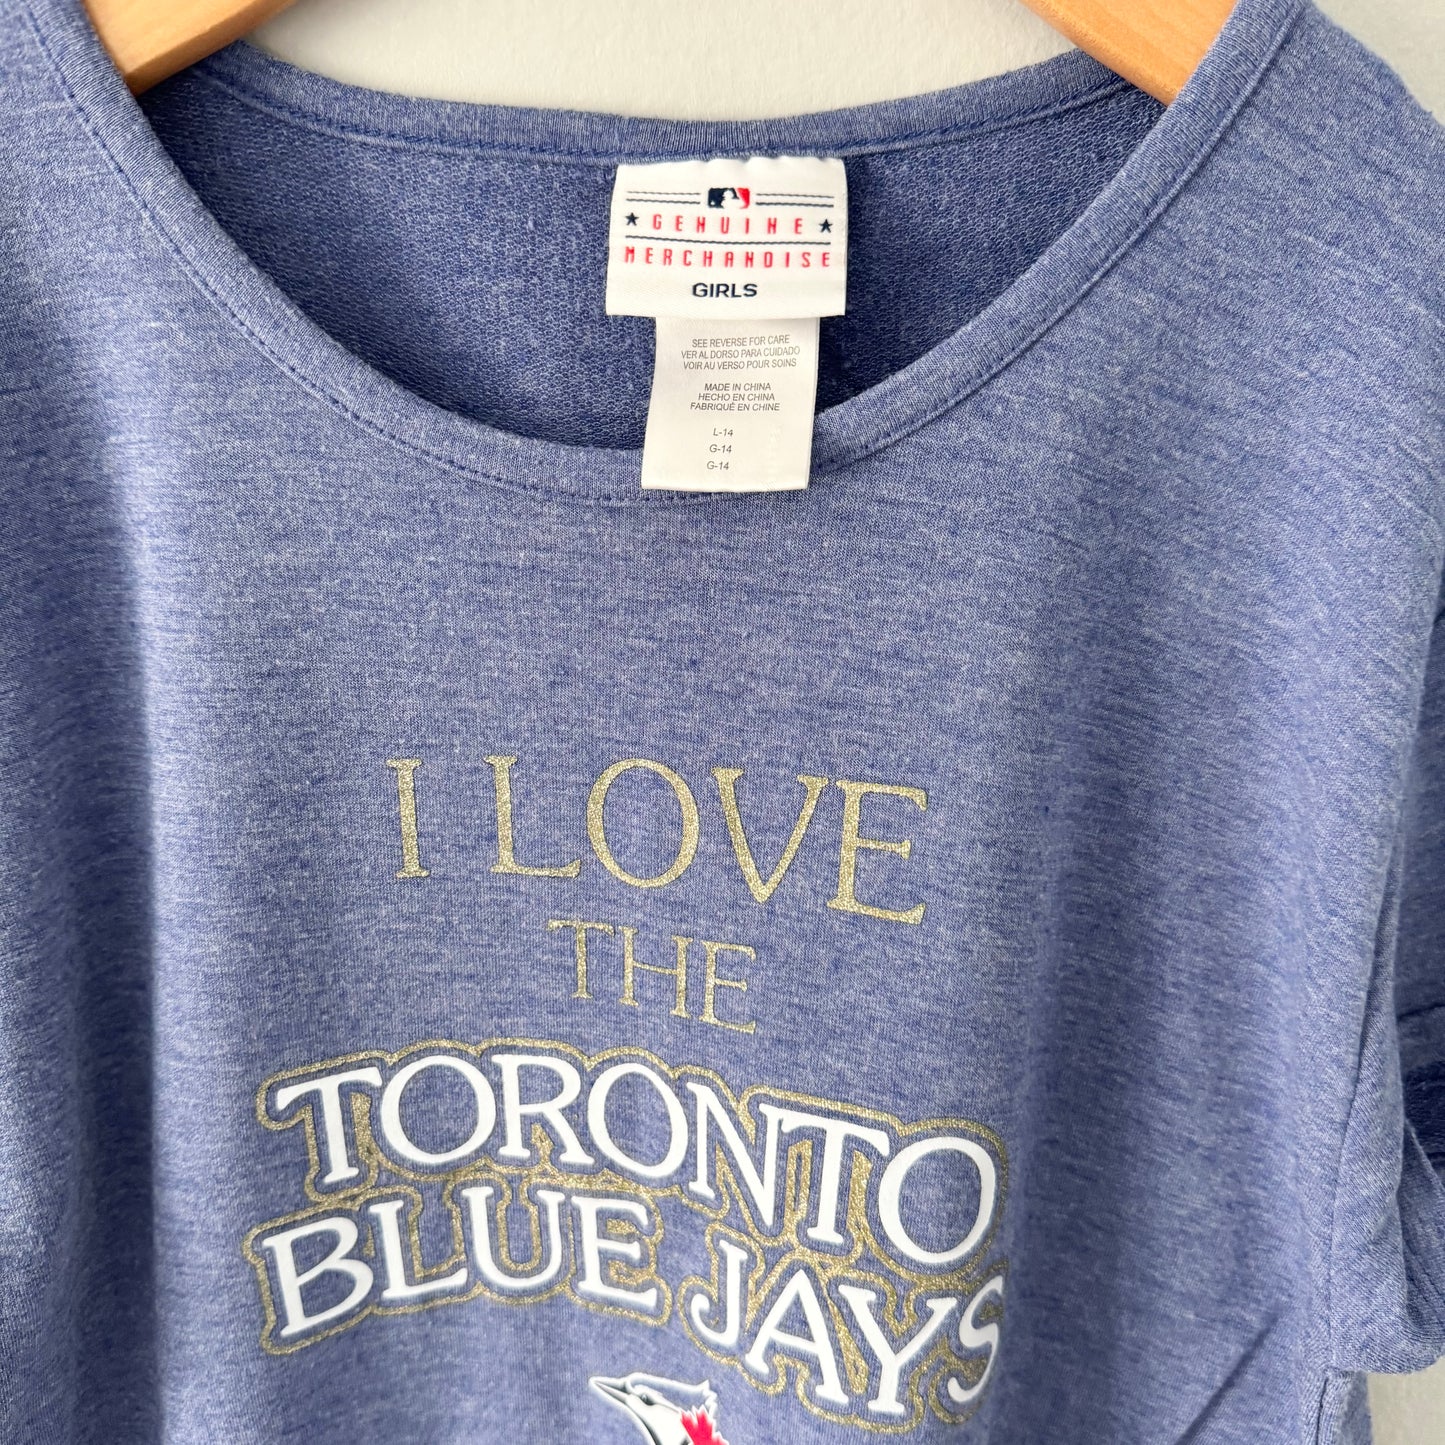 ★ GENUINE ★
MERCHANDISE
GIRLS
SEE REVERSE FOR CARE
VER AL DORSO PARA CUIDADO
VOIR AU VERSO POUR SOINS
MADE IN CHINA
HECHO EN CHINA
FABRIQUÉ EN CHINE
L-14
G-14
G-14
I LOVE
THE
TORONTO
BLUE JAYS